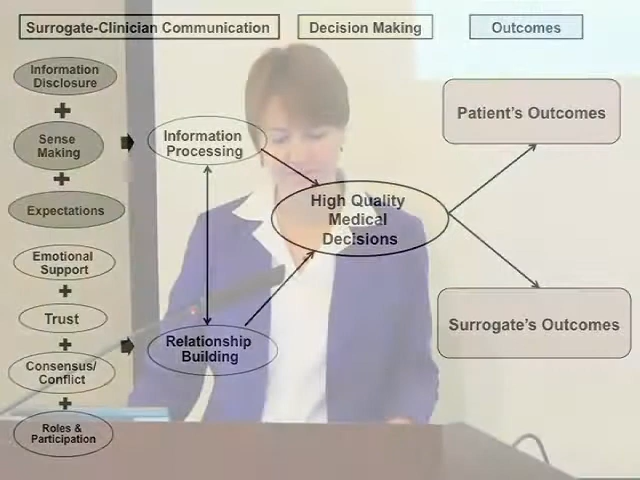 Surrogate-Clinician Communication
Decision Making
Outcomes
Information
Disclosure
+
Sense
Making
+
Expectations
Emotional
Support
+
Trust
+
Consensus/
Conflict
+
Roles &
Participation
Information
Processing
Relationship
Building
High Quality
Medical
Decisions
Patient's Outcomes
Surrogate's Outcomes